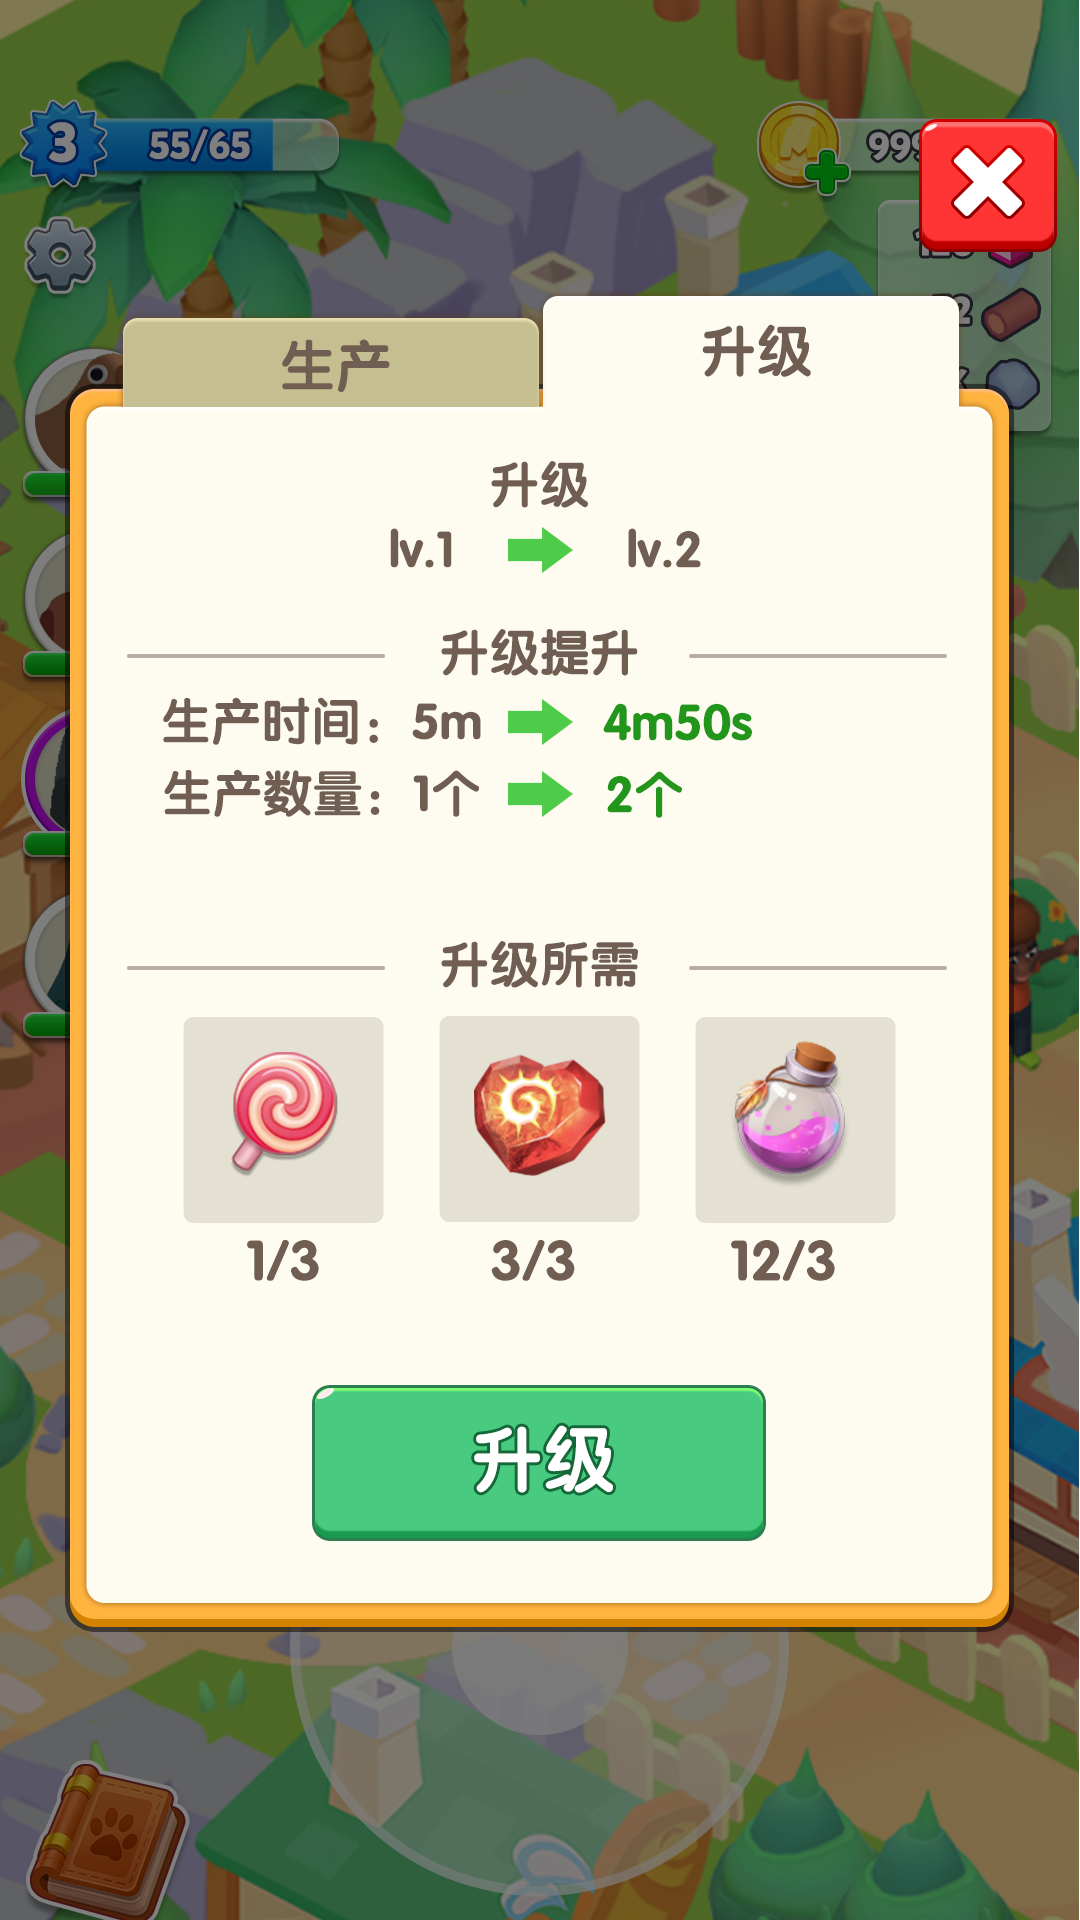 3
55/65
生产
升级
升级
lv.1 lv.2
升级提升
生产时间：5m 4m50s
生产数量：1个 2个
升级所需
1/3 3/3 12/3
升级